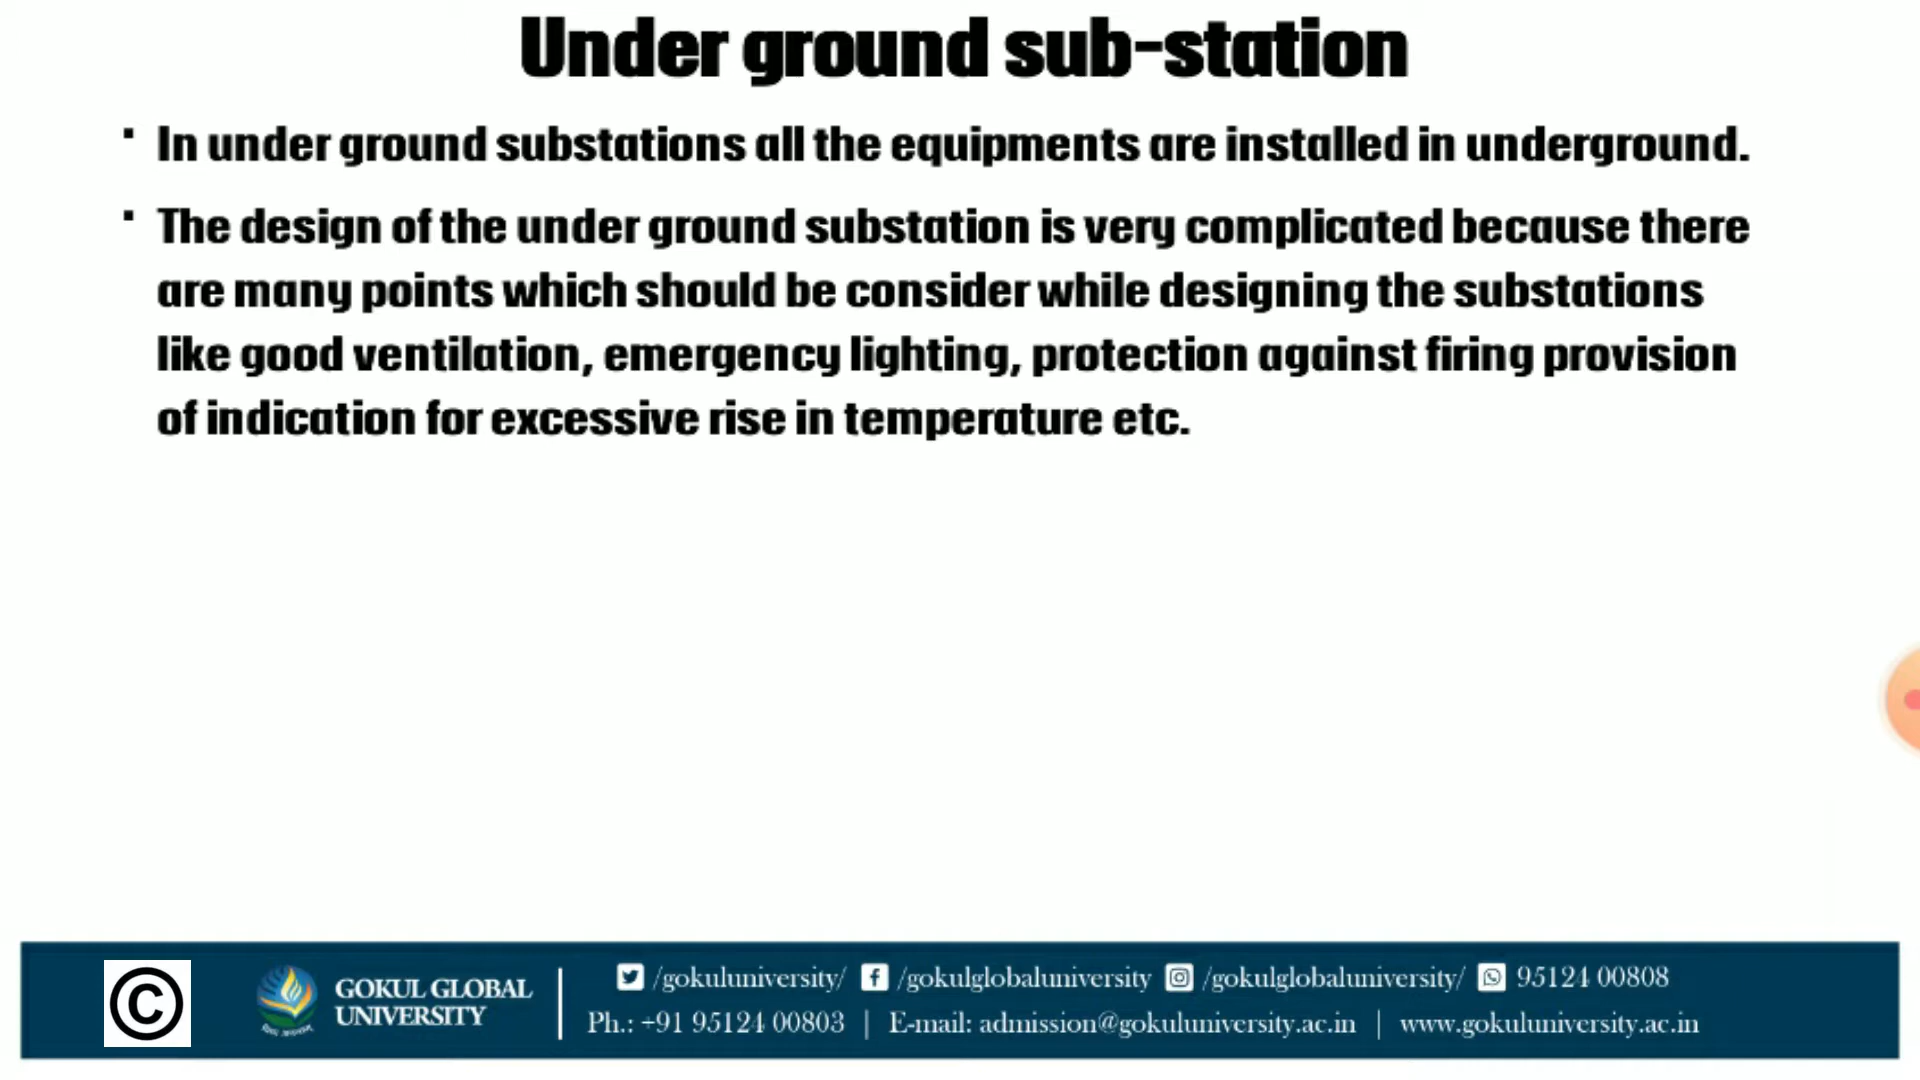 Under ground sub-station
▪ In under ground substations all the equipments are installed in underground.
▪ The design of the under ground substation is very complicated because there
are many points which should be consider while designing the substations
like good ventilation, emergency lighting, protection against firing provision
of indication for excessive rise in temperature etc.
©
GOKUL GLOBAL
UNIVERSITY
/gokuluniversity/ /gokulglobaluniversity /gokulglobaluniversity/ 95124 00808
Ph.: +91 95124 00803 | E-mail: admission@gokuluniversity.ac.in | www.gokuluniversity.ac.in